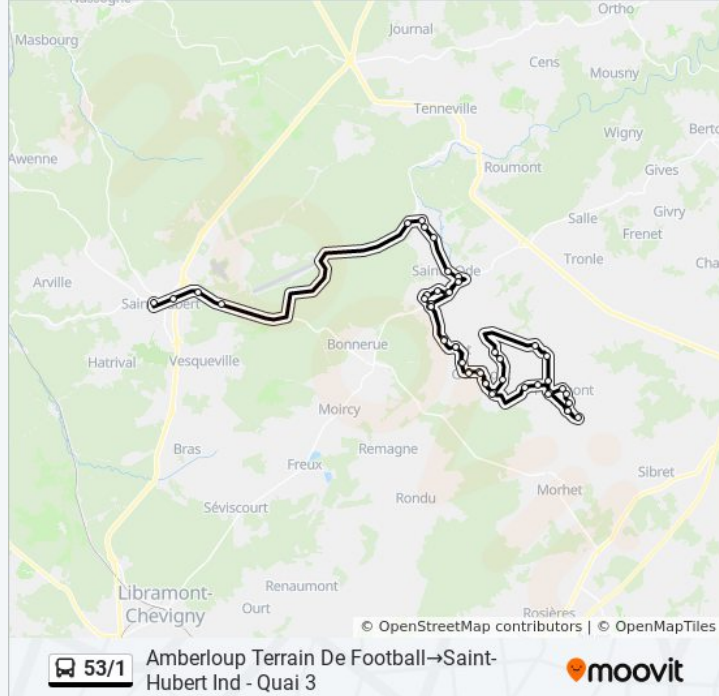 Nassogne
Ortho
Masbourg
Journal
Cens
Mousny
Tenneville
Wigny
Awenne
Roumont
Gives
Givry
Salle
Frenet
Tronle
Arville
Bonnerue
Hatrival
Vesqueville
Moircy
Bras
Remagne
Freux
Sibret
Morhet
Rondu
Séviscourt
Renaumont
Libramont-
Chevigny
Ourt
Rosières
© OpenStreetMap contributors | © OpenMapTiles
53/1
Amberloup Terrain De Football→Saint-
Hubert Ind - Quai 3
moovit